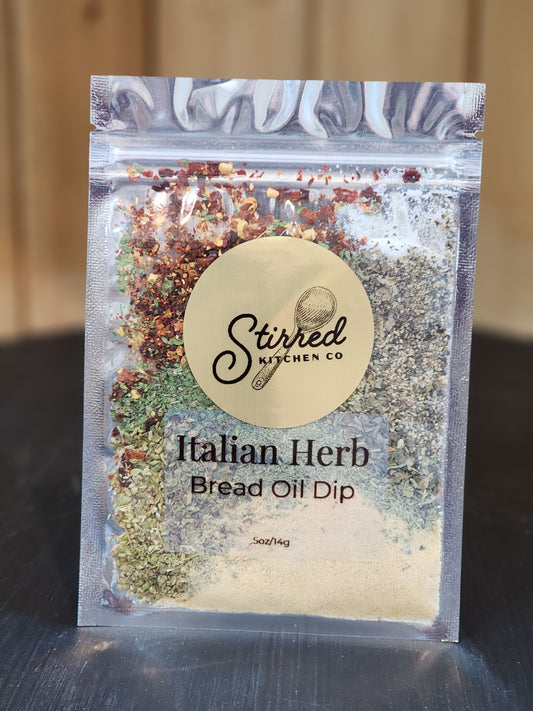 Stirred
KITCHEN CO
Italian Herb
Bread Oil Dip
.5oz/14g